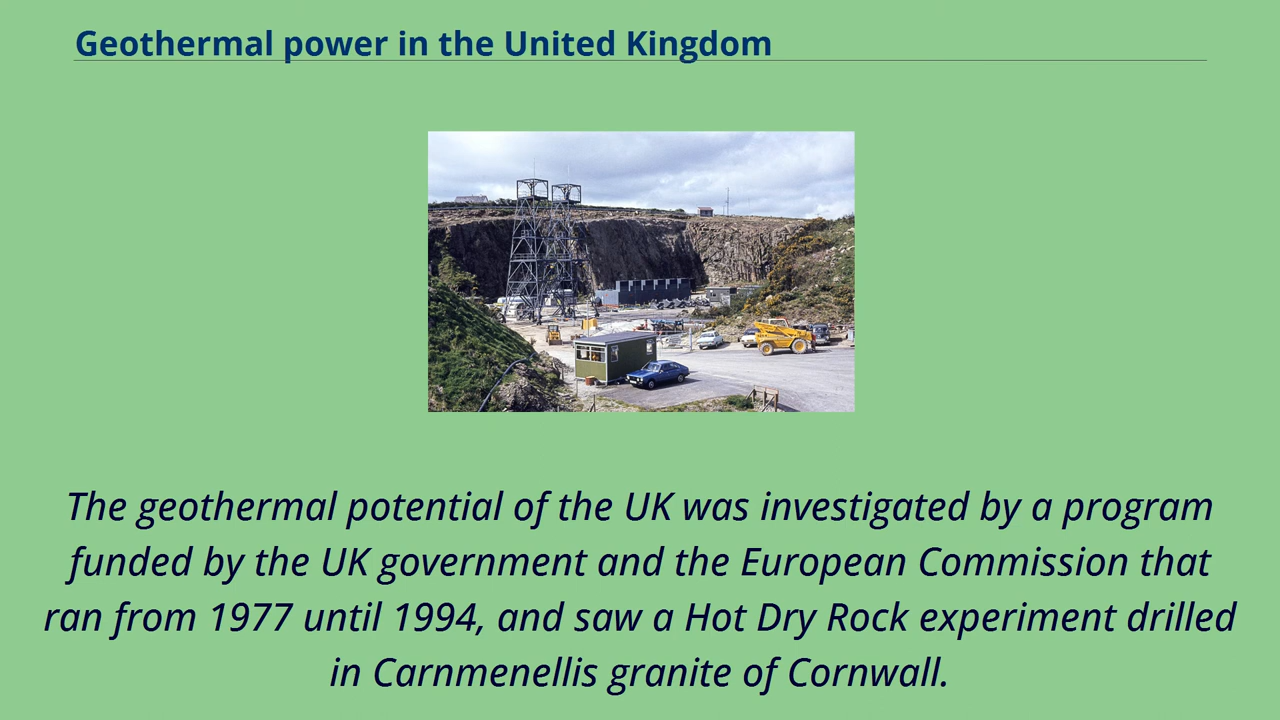 Geothermal power in the United Kingdom
The geothermal potential of the UK was investigated by a program
funded by the UK government and the European Commission that
ran from 1977 until 1994, and saw a Hot Dry Rock experiment drilled
in Carnmenellis granite of Cornwall.